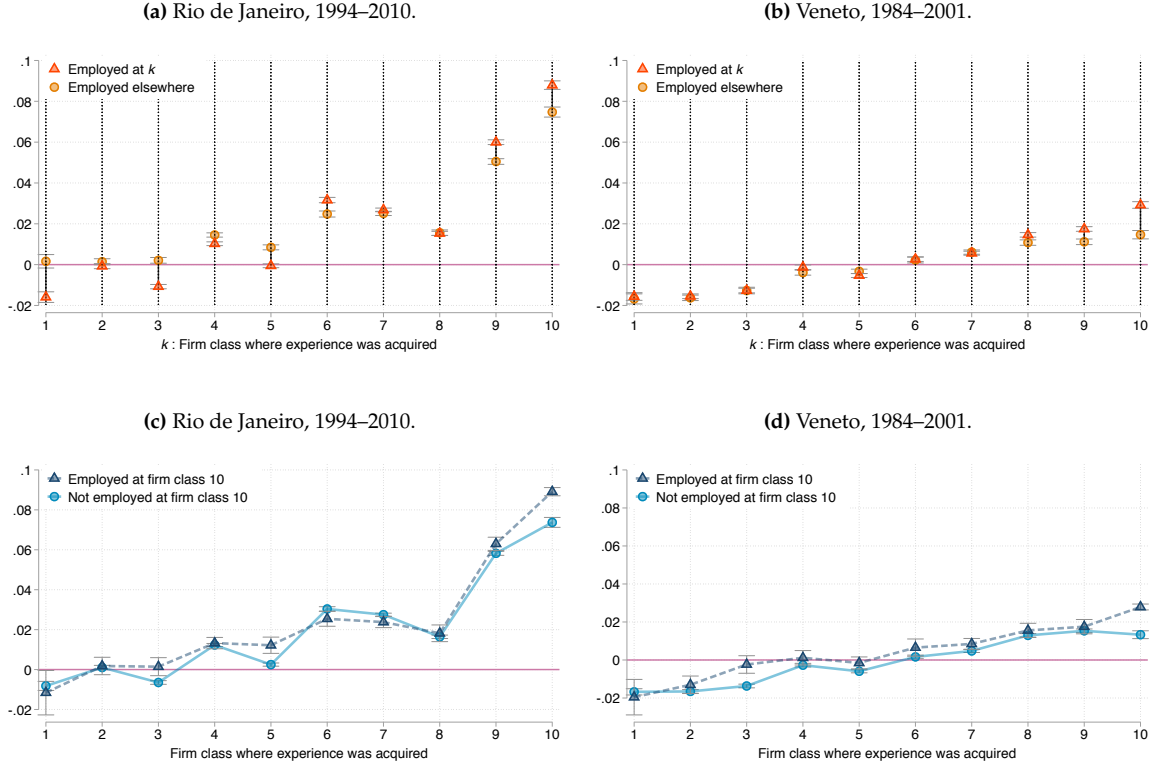 (a) Rio de Janeiro, 1994–2010.
.1
.08
.06
.04
.02
0
-.02
Employed at k
Employed elsewhere
1 2 3 4 5 6 7 8 9 10
k : Firm class where experience was acquired
(b) Veneto, 1984–2001.
.1
.08
.06
.04
.02
0
-.02
Employed at k
Employed elsewhere
1 2 3 4 5 6 7 8 9 10
k : Firm class where experience was acquired
(c) Rio de Janeiro, 1994–2010.
.1
.08
.06
.04
.02
0
-.02
Employed at firm class 10
Not employed at firm class 10
1 2 3 4 5 6 7 8 9 10
Firm class where experience was acquired
(d) Veneto, 1984–2001.
.1
.08
.06
.04
.02
0
-.02
Employed at firm class 10
Not employed at firm class 10
1 2 3 4 5 6 7 8 9 10
Firm class where experience was acquired